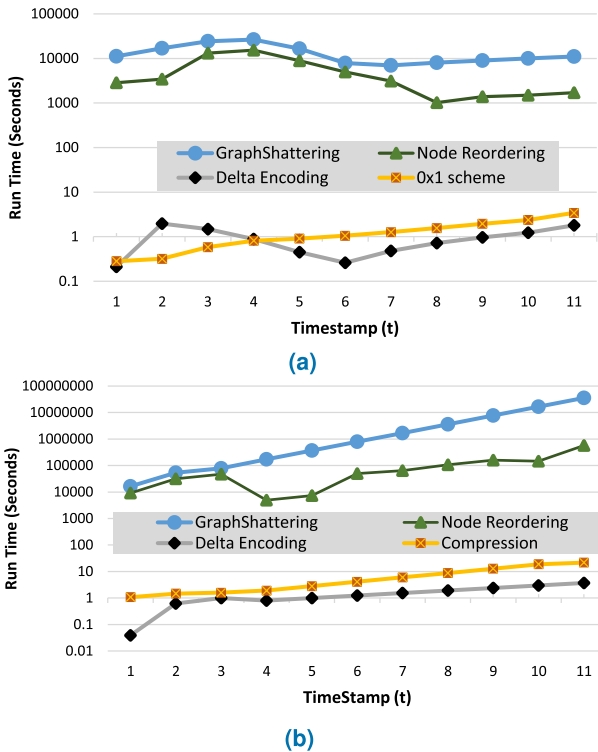 100000
10000
1000
100
10
1
0.1
Run Time (Seconds)
GraphShattering Node Reordering
Delta Encoding 0x1 scheme
1 2 3 4 5 6 7 8 9 10 11
Timestamp (t)
(a)
100000000
10000000
1000000
100000
10000
1000
100
10
1
0.1
0.01
Run Time (Seconds)
GraphShattering Node Reordering
Delta Encoding Compression
1 2 3 4 5 6 7 8 9 10 11
TimeStamp (t)
(b)